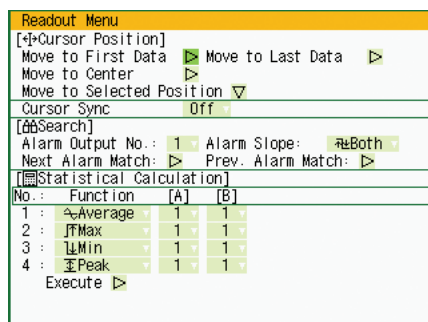 Readout Menu
[Cursor Position]
Move to First Data Move to Last Data
Move to Center
Move to Selected Position
Cursor Sync Off
[Search]
Alarm Output No.: 1 Alarm Slope: Both
Next Alarm Match: Prev. Alarm Match:
[Statistical Calculation]
No.: Function [A] [B]
1 : Average 1 1
2 : Max 1 1
3 : Min 1 1
4 : Peak 1 1
Execute